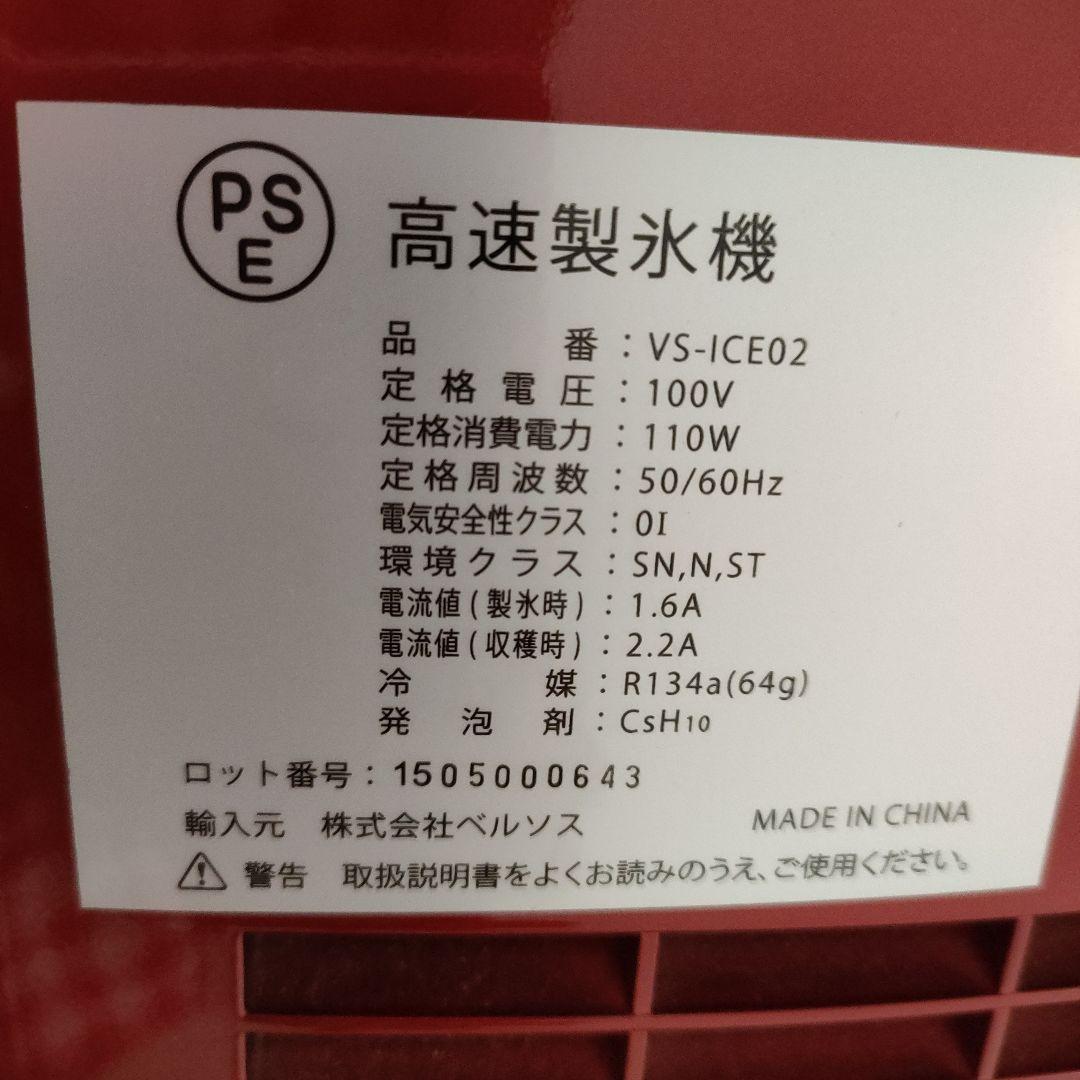 PS
E
高速製氷機
品番：VS-ICE02
定格電圧：100V
定格消費電力：110W
定格周波数：50/60Hz
電気安全性クラス：0I
環境クラス：SN,N,ST
電流値(製氷時)：1.6A
電流値(収穫時)：2.2A
冷媒：R134a(64g)
発泡剤：CsH10
ロット番号：1505000643
輸入元 株式会社ベルソス
MADE IN CHINA
警告 取扱説明書をよくお読みのうえ、ご使用ください。